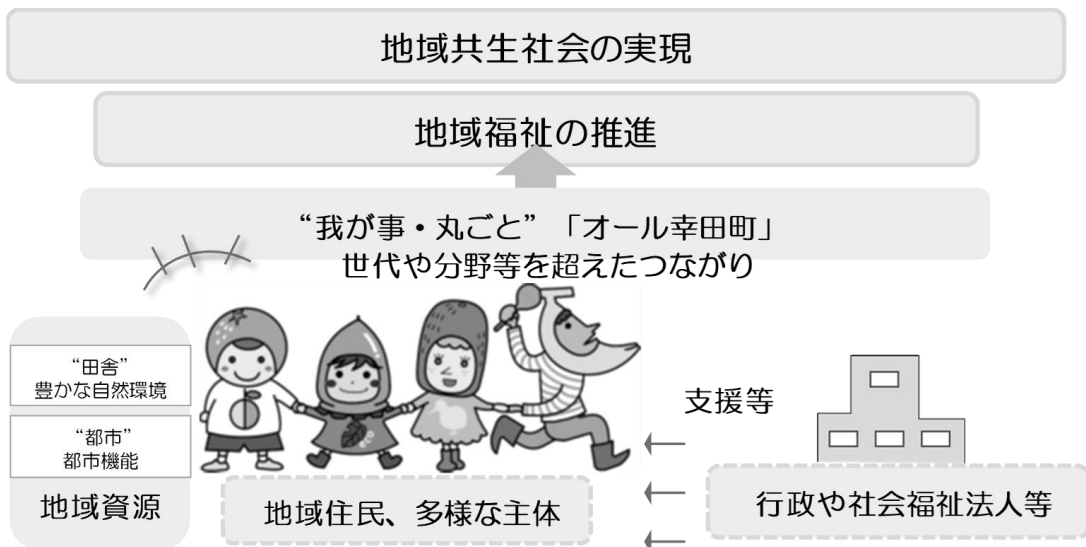 地域共生社会の実現
地域福祉の推進
“我が事・丸ごと”「オール幸田町」
世代や分野等を超えたつながり
“田舎”
豊かな自然環境
“都市”
都市機能
地域資源
地域住民、多様な主体
支援等
行政や社会福祉法人等